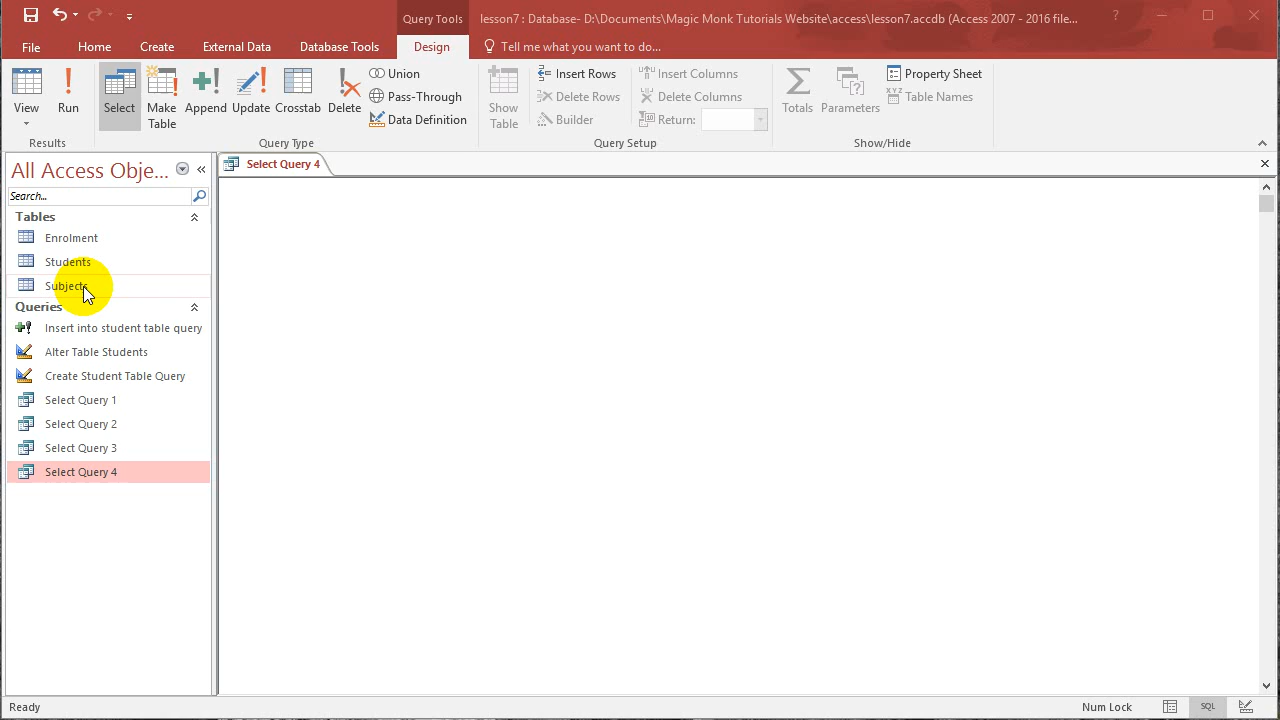 Query Tools
lesson7 : Database- D:\Documents\Magic Monk Tutorials Website\access\lesson7.accdb (Access 2007 - 2016 file...
?
File Home Create External Data Database Tools Design Tell me what you want to do...
View
Run
Select
Make Table
Append
Update
Crosstab
Delete
Union
Pass-Through
Data Definition
Show Table
Insert Rows
Delete Rows
Builder
Insert Columns
Delete Columns
Return:
Totals
Parameters
Property Sheet
Table Names
Results
Query Type
Query Setup
Show/Hide
All Access Obje...
Search...
Tables
Enrolment
Students
Subjects
Queries
Insert into student table query
Alter Table Students
Create Student Table Query
Select Query 1
Select Query 2
Select Query 3
Select Query 4
Select Query 4
Ready
Num Lock
SQL